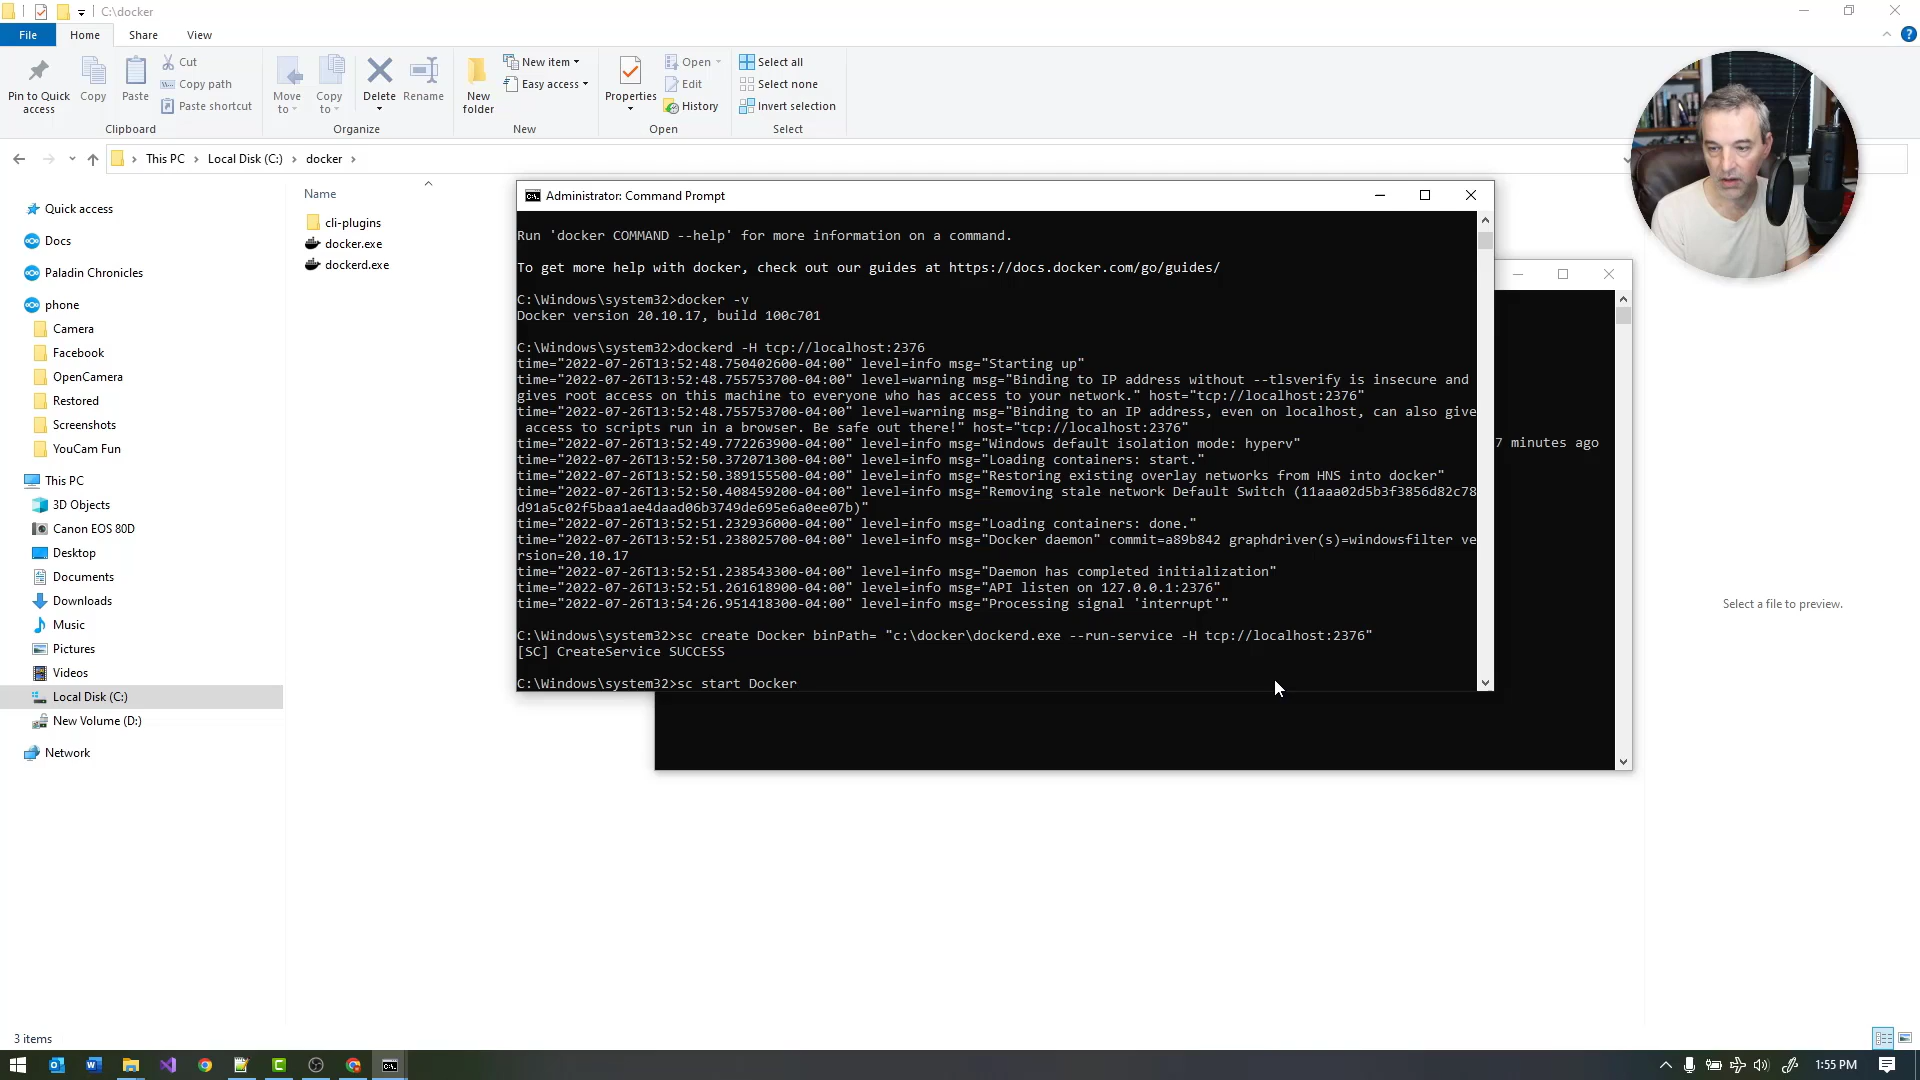 C:\docker
File
Home
Share
View
Pin to Quick access
Copy
Paste
Cut
Copy path
Paste shortcut
Clipboard
Move to
Copy to
Delete
Rename
Organize
New folder
New item
Easy access
New
Properties
Open
Edit
History
Open
Select all
Select none
Invert selection
Select
This PC
Local Disk (C:)
docker
Quick access
Docs
Paladin Chronicles
phone
Camera
Facebook
OpenCamera
Restored
Screenshots
YouCam Fun
This PC
3D Objects
Canon EOS 80D
Desktop
Documents
Downloads
Music
Pictures
Videos
Local Disk (C:)
New Volume (D:)
Network
Name
cli-plugins
docker.exe
dockerd.exe
Administrator: Command Prompt
Run 'docker COMMAND --help' for more information on a command.
To get more help with docker, check out our guides at https://docs.docker.com/go/guides/
C:\Windows\system32>docker -v
Docker version 20.10.17, build 100c701
C:\Windows\system32>dockerd -H tcp://localhost:2376
time="2022-07-26T13:52:48.750402600-04:00" level=info msg="Starting up"
time="2022-07-26T13:52:48.755753700-04:00" level=warning msg="Binding to IP address without --tlsverify is insecure and
gives root access on this machine to everyone who has access to your network." host="tcp://localhost:2376"
time="2022-07-26T13:52:48.755753700-04:00" level=warning msg="Binding to an IP address, even on localhost, can also give
access to scripts run in a browser. Be safe out there!" host="tcp://localhost:2376"
time="2022-07-26T13:52:49.772263900-04:00" level=info msg="Windows default isolation mode: hyperv"
time="2022-07-26T13:52:50.372071300-04:00" level=info msg="Loading containers: start."
time="2022-07-26T13:52:50.389155500-04:00" level=info msg="Restoring existing overlay networks from HNS into docker"
time="2022-07-26T13:52:50.408459200-04:00" level=info msg="Removing stale network Default Switch (11aaa02d5b3f3856d82c78
d91a5c02f5baa1ae4daad06b3749de695e6a0ee07b)"
time="2022-07-26T13:52:51.232936000-04:00" level=info msg="Loading containers: done."
time="2022-07-26T13:52:51.238025700-04:00" level=info msg="Docker daemon" commit=a89b842 graphdriver(s)=windowsfilter ve
rsion=20.10.17
time="2022-07-26T13:52:51.238543300-04:00" level=info msg="Daemon has completed initialization"
time="2022-07-26T13:52:51.261618900-04:00" level=info msg="API listen on 127.0.0.1:2376"
time="2022-07-26T13:54:26.951418300-04:00" level=info msg="Processing signal 'interrupt'"
C:\Windows\system32>sc create Docker binPath= "c:\docker\dockerd.exe --run-service -H tcp://localhost:2376"
[SC] CreateService SUCCESS
C:\Windows\system32>sc start Docker
7 minutes ago
Select a file to preview.
3 items
1:55 PM